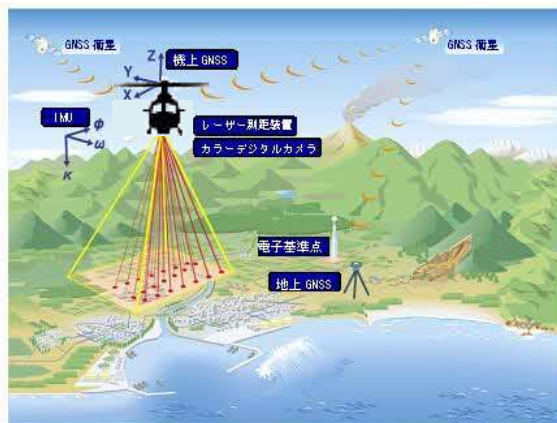 GNSS 衛星
GNSS 衛星
Z
機上 GNSS
Y
X
IMU
レーザー測距装置
カラーデジタルカメラ
φ
ω
κ
電子基準点
地上 GNSS